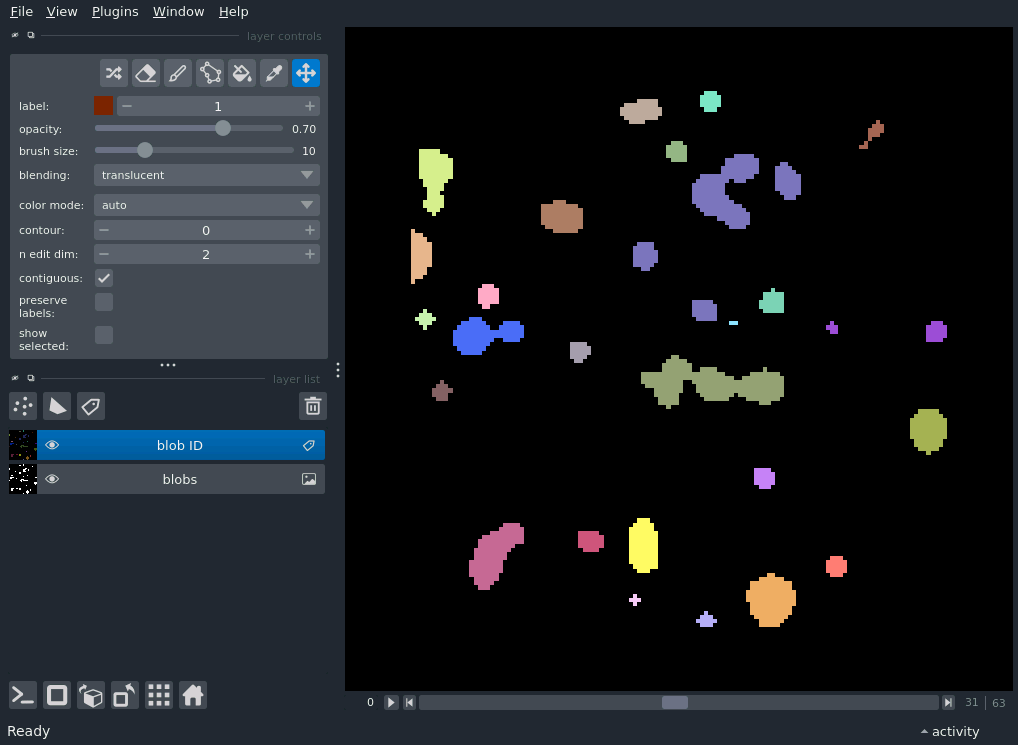 File View Plugins Window Help
layer controls
label: 1
opacity: 0.70
brush size: 10
blending: translucent
color mode: auto
contour: 0
n edit dim: 2
contiguous:
preserve
labels:
show
selected:
layer list
blob ID
blobs
0 31 63
Ready activity